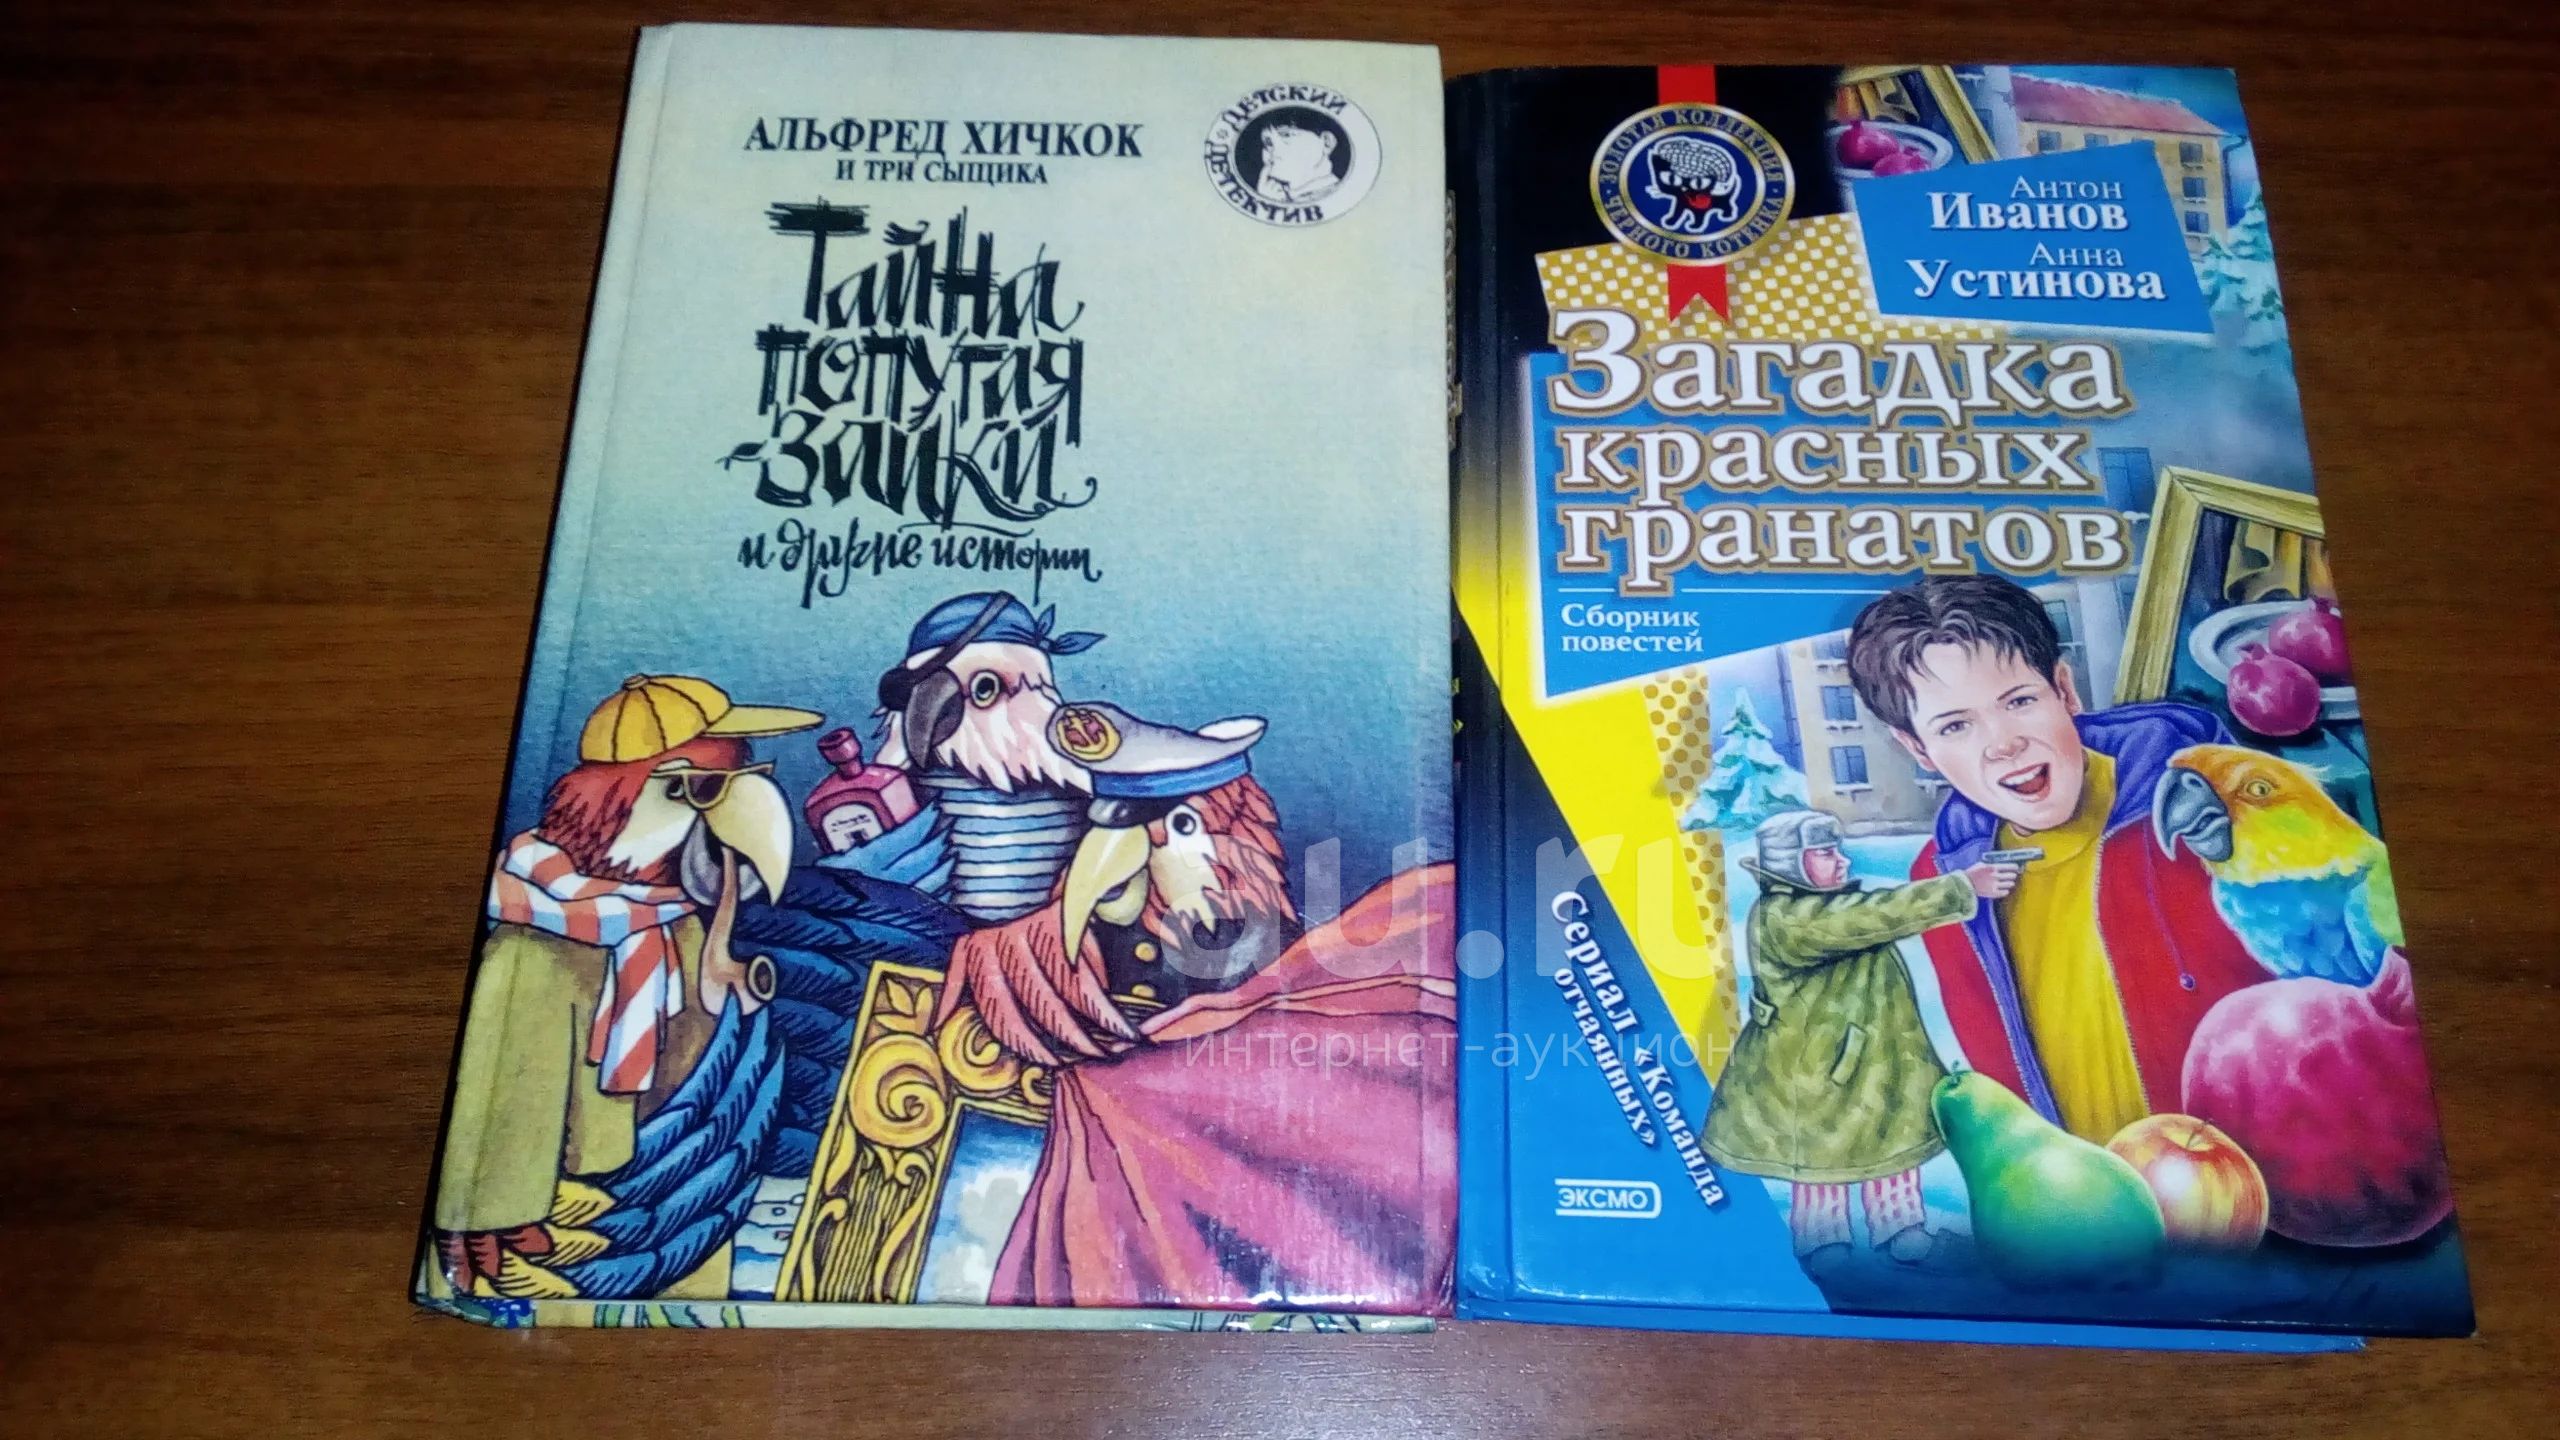 АЛЬФРЕД ХИЧКОК
И ТРИ СЫЩИКА
ДЕТСКИЙ
ДЕТЕКТИВ
Тайна
попугая
-заики
и другие истории
ЗОЛОТАЯ КОЛЛЕКЦИЯ
ЧЕРНОГО КОТЕНКА
Антон
Иванов
Анна
Устинова
Загадка
красных
гранатов
Сборник
повестей
Сериал «Команда
отчаянных»
ЭКСМО
au.ru
интернет-аукцион